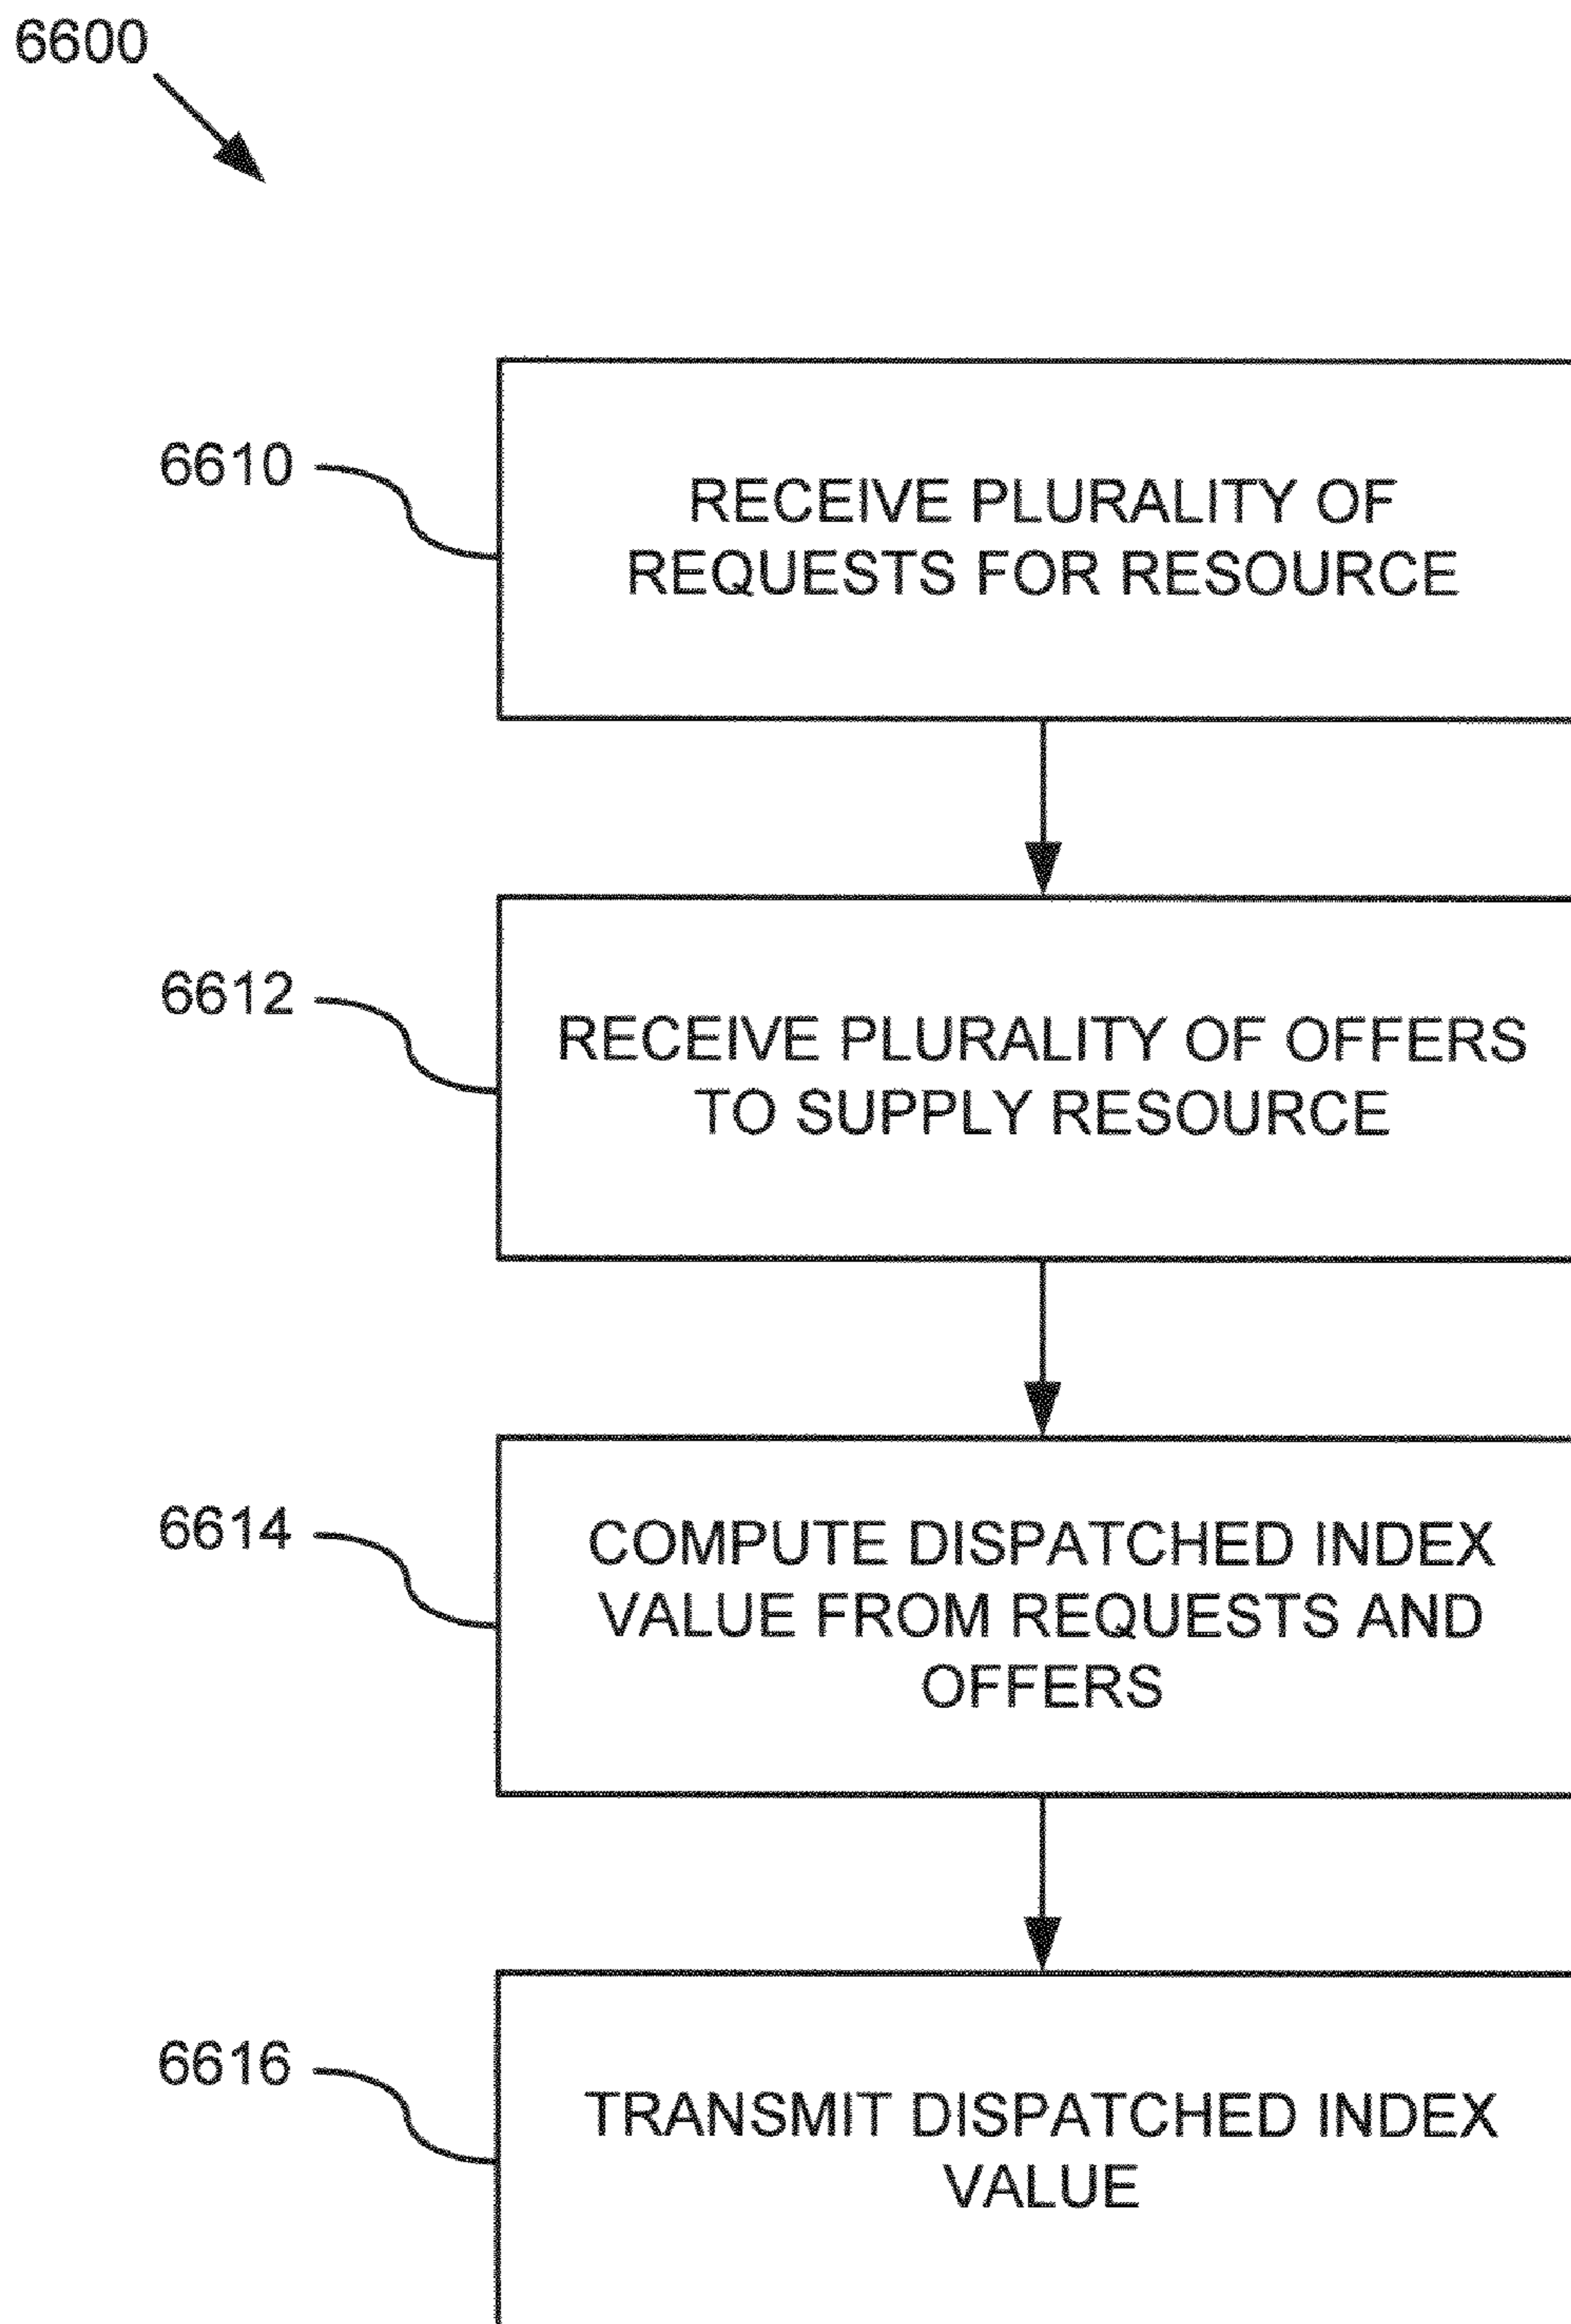 6600
6610
RECEIVE PLURALITY OF
REQUESTS FOR RESOURCE
6612
RECEIVE PLURALITY OF OFFERS
TO SUPPLY RESOURCE
6614
COMPUTE DISPATCHED INDEX
VALUE FROM REQUESTS AND
OFFERS
6616
TRANSMIT DISPATCHED INDEX
VALUE